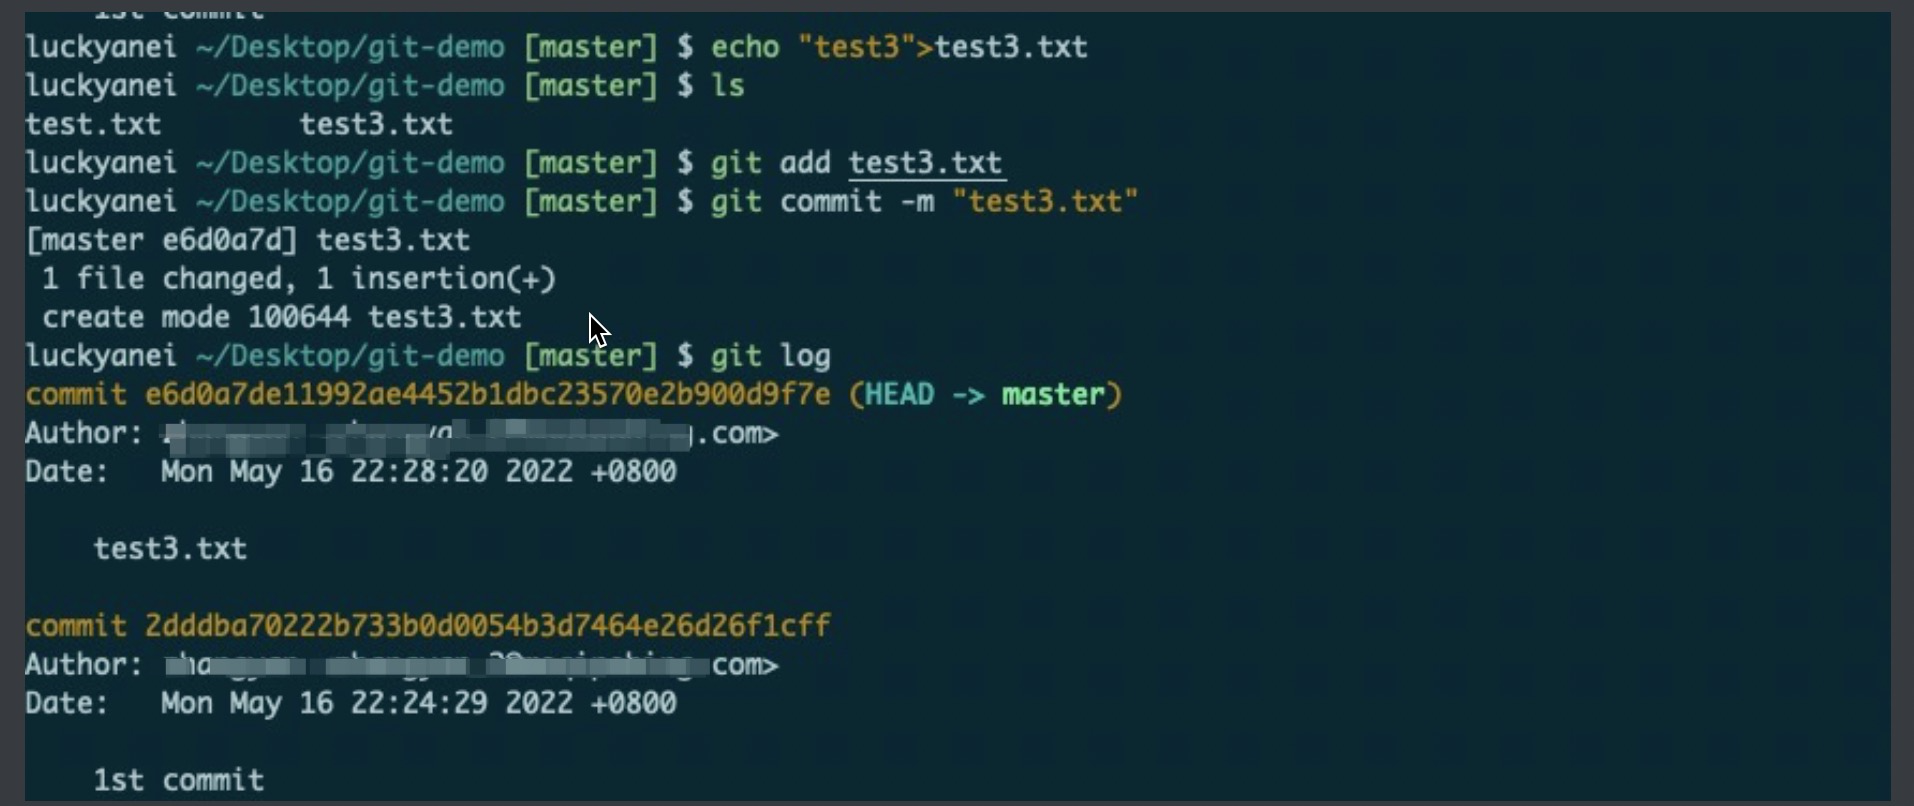 1st commit
luckyanei ~/Desktop/git-demo [master] $ echo "test3">test3.txt
luckyanei ~/Desktop/git-demo [master] $ ls
test.txt        test3.txt
luckyanei ~/Desktop/git-demo [master] $ git add test3.txt
luckyanei ~/Desktop/git-demo [master] $ git commit -m "test3.txt"
[master e6d0a7d] test3.txt
 1 file changed, 1 insertion(+)
 create mode 100644 test3.txt
luckyanei ~/Desktop/git-demo [master] $ git log
commit e6d0a7de11992ae4452b1dbc23570e2b900d9f7e (HEAD -> master)
Author: .com>
Date:   Mon May 16 22:28:20 2022 +0800
    test3.txt
commit 2dddba70222b733b0d0054b3d7464e26d26f1cff
Author: com>
Date:   Mon May 16 22:24:29 2022 +0800
    1st commit